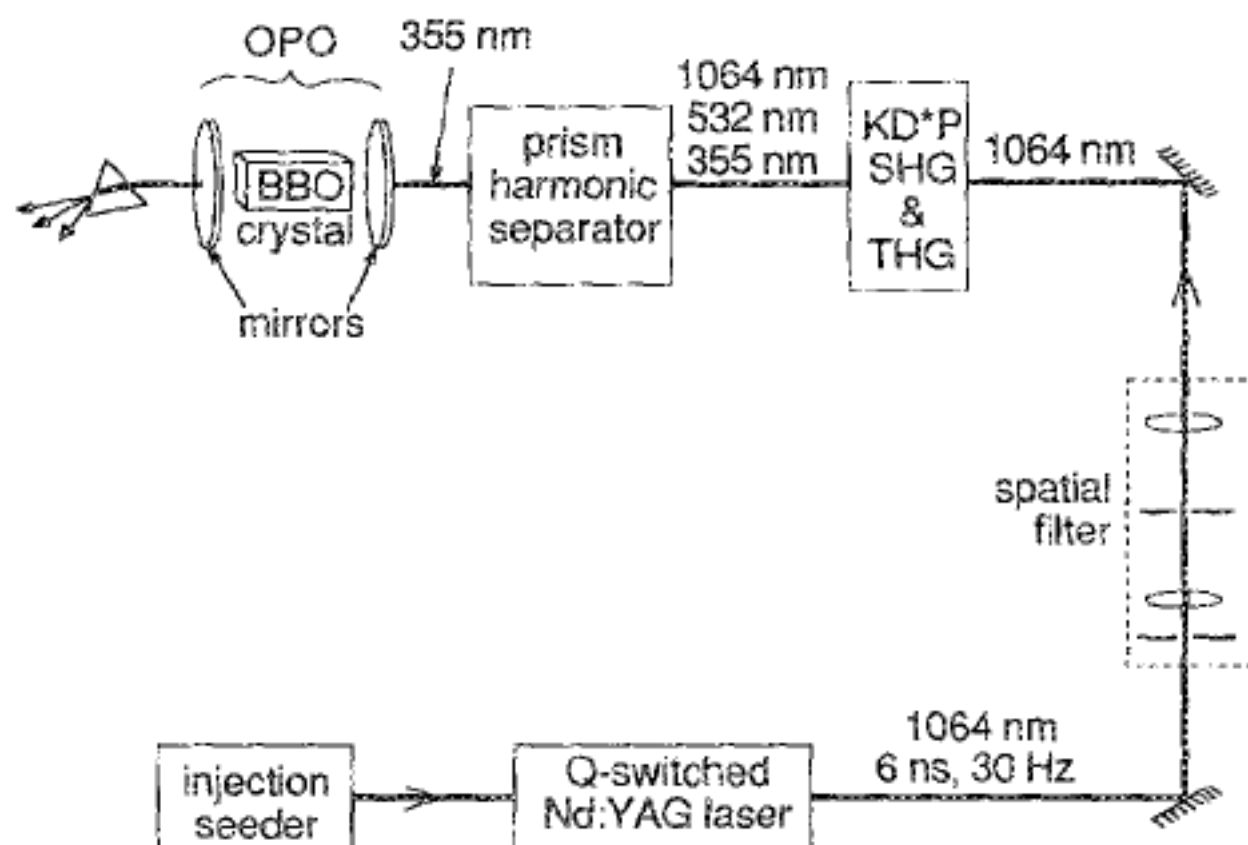 OPO
355 nm
1064 nm
532 nm
355 nm
BBO
crystal
mirrors
prism
harmonic
separator
KD*P
SHG
&
THG
1064 nm
spatial
filter
injection
seeder
Q-switched
Nd:YAG laser
1064 nm
6 ns, 30 Hz